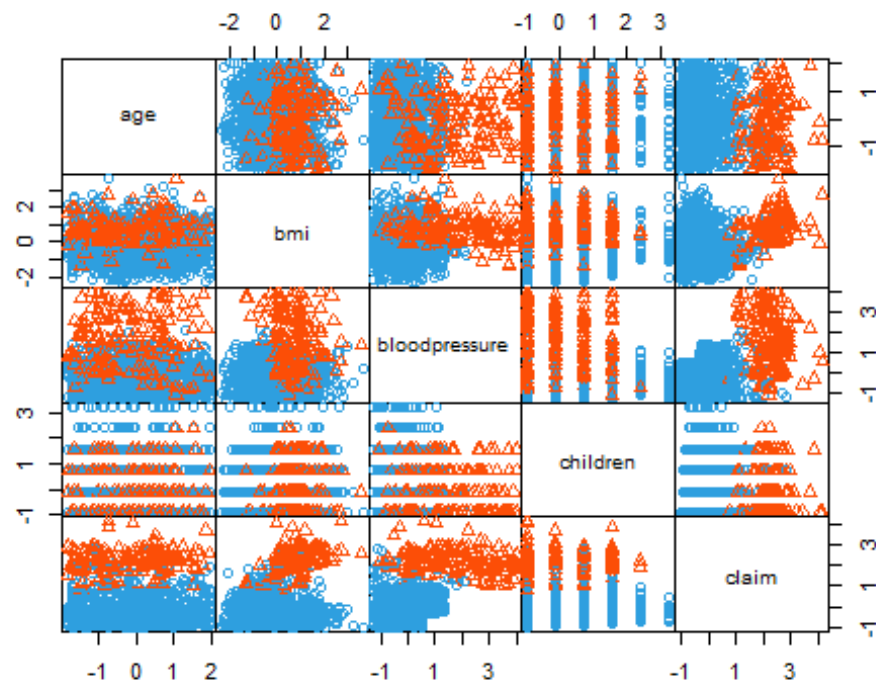 -2 0 2 -1 0 1 2 3
age -1 1
-2 0 2 bmi
bloodpressure -1 1 3
-1 1 3 children
claim -1 1 3
-1 0 1 2 -1 1 3 -1 1 3